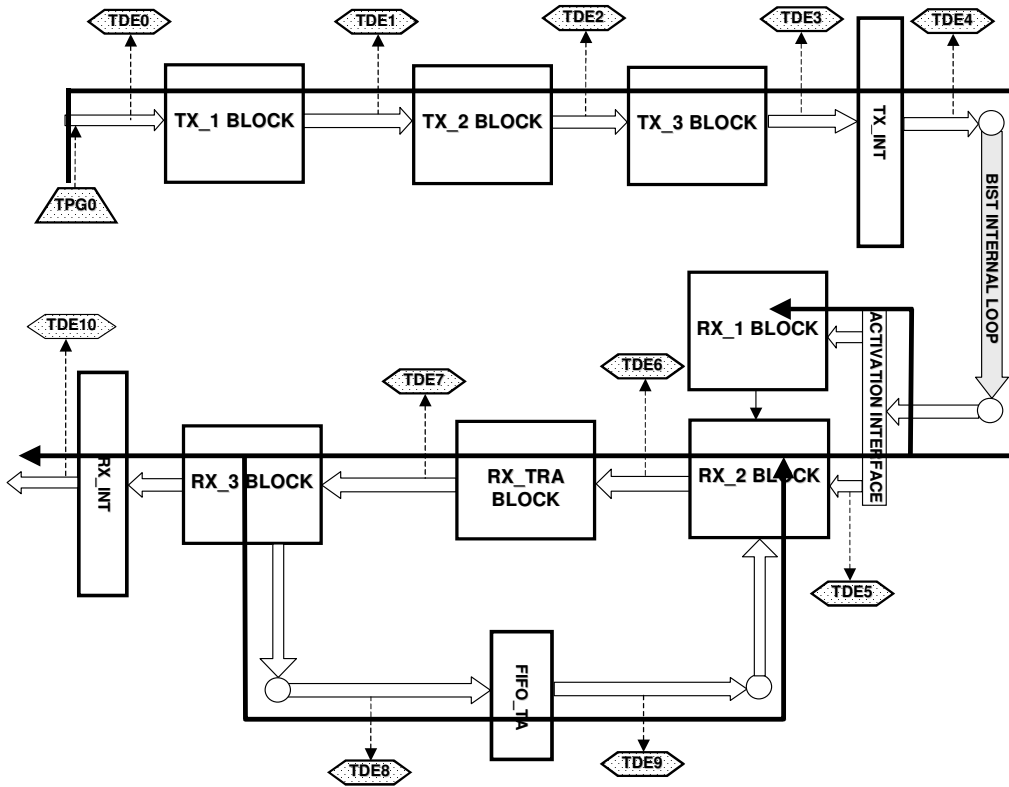 TDE0
TDE1
TDE2
TDE3
TDE4
TX_1 BLOCK
TX_2 BLOCK
TX_3 BLOCK
TX_INT
TPG0
BIST INTERNAL LOOP
RX_1 BLOCK
ACTIVATION INTERFACE
TDE10
TDE7
TDE6
RX_INT
RX_3 BLOCK
RX_TRA
BLOCK
RX_2 BLOCK
TDE5
FIFO_TA
TDE8
TDE9